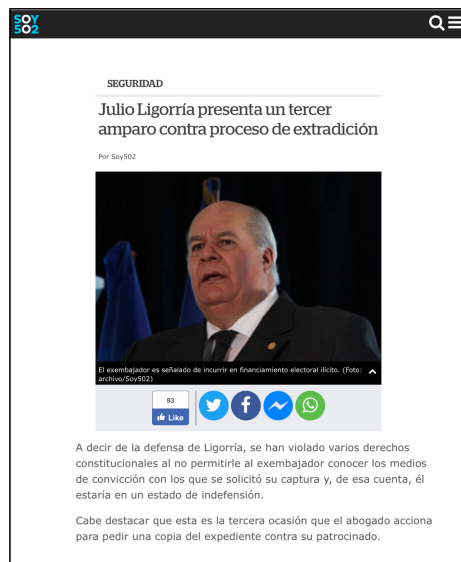 SOY
502
SEGURIDAD
Julio Ligorría presenta un tercer
amparo contra proceso de extradición
Por Soy502
El exembajador es señalado de incurrir en financiamiento electoral ilícito. (Foto:
archivo/Soy502)
83
Like
A decir de la defensa de Ligorría, se han violado varios derechos
constitucionales al no permitirle al exembajador conocer los medios
de convicción con los que se solicitó su captura y, de esa cuenta, él
estaría en un estado de indefensión.
Cabe destacar que esta es la tercera ocasión que el abogado acciona
para pedir una copia del expediente contra su patrocinado.